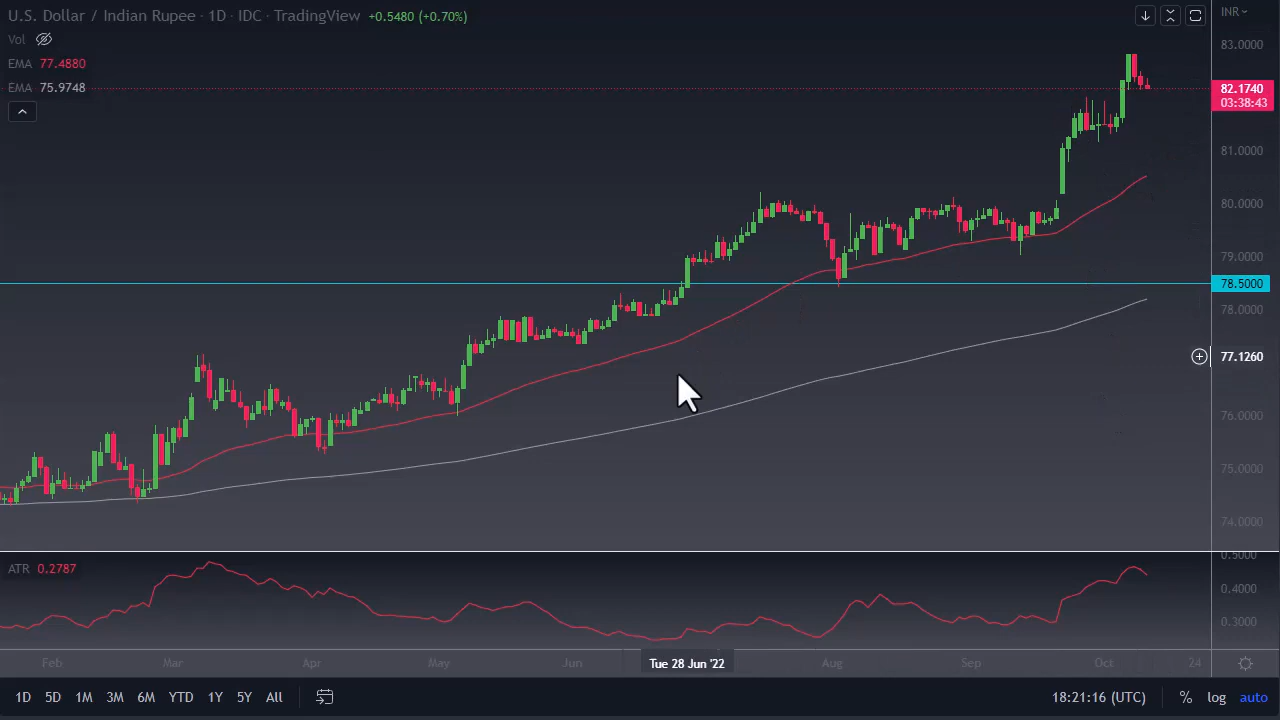 U.S. Dollar / Indian Rupee · 1D · IDC · TradingView +0.5480 (+0.70%)
INR
Vol
83.0000
EMA 77.4880
EMA 75.9748
82.1740
03:38:43
81.0000
80.0000
79.0000
78.5000
78.0000
77.1260
76.0000
75.0000
74.0000
0.5000
ATR 0.2787
0.4000
0.3000
Feb Mar Apr May Jun Tue 28 Jun '22 Aug Sep Oct 24
1D 5D 1M 3M 6M YTD 1Y 5Y All 18:21:16 (UTC) % log auto